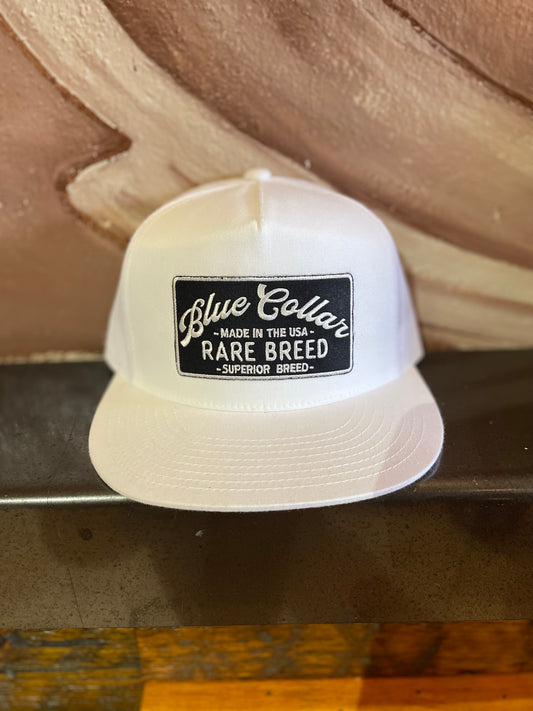 Blue Collar
-MADE IN THE USA-
RARE BREED
-SUPERIOR BREED-